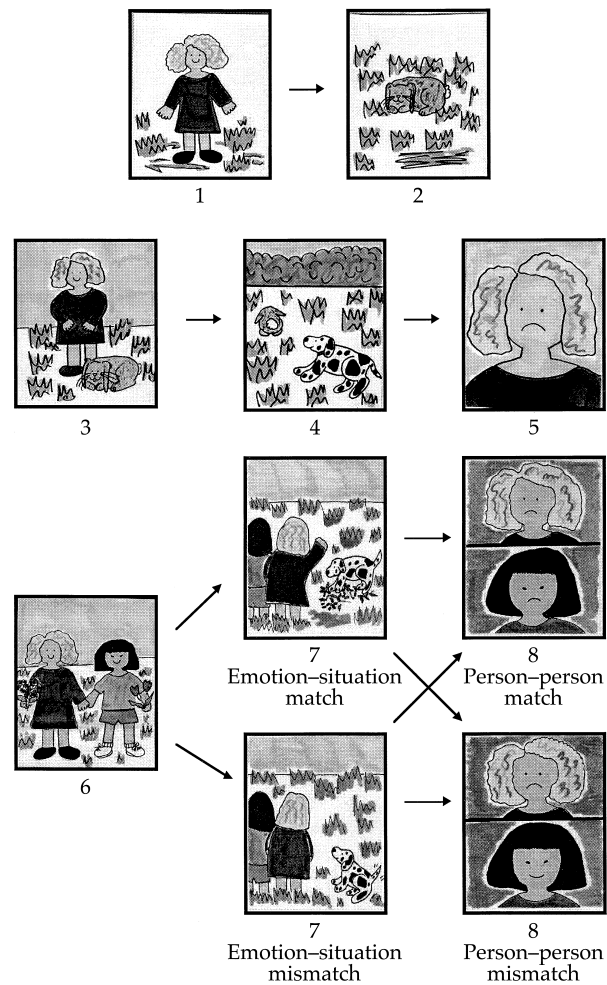 1
2
3
4
5
7
Emotion–situation
match
8
Person–person
match
6
7
Emotion–situation
mismatch
8
Person–person
mismatch